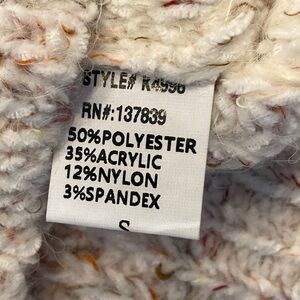 STYLE# K4996
RN#:137839
50%POLYESTER
35%ACRYLIC
12%NYLON
3%SPANDEX
S